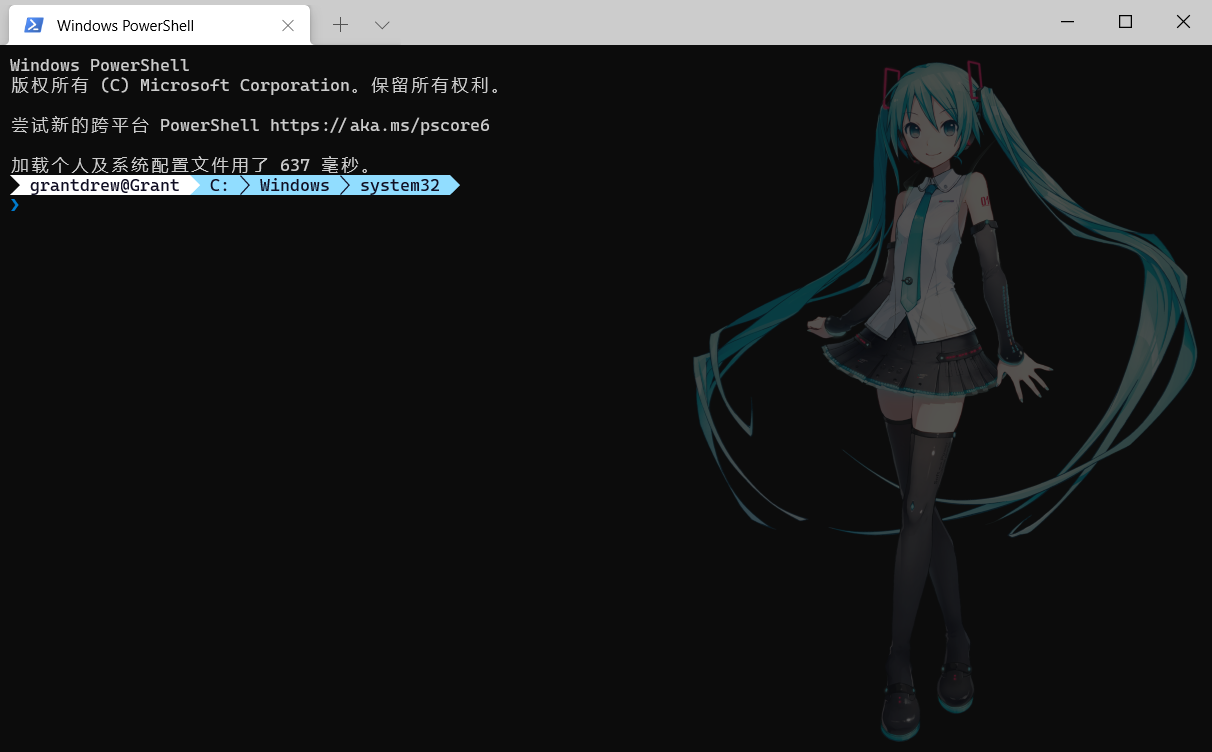 Windows PowerShell
Windows PowerShell
版权所有 (C) Microsoft Corporation。保留所有权利。
尝试新的跨平台 PowerShell https://aka.ms/pscore6
加载个人及系统配置文件用了 637 毫秒。
grantdrew@Grant C: Windows system32
❯
01